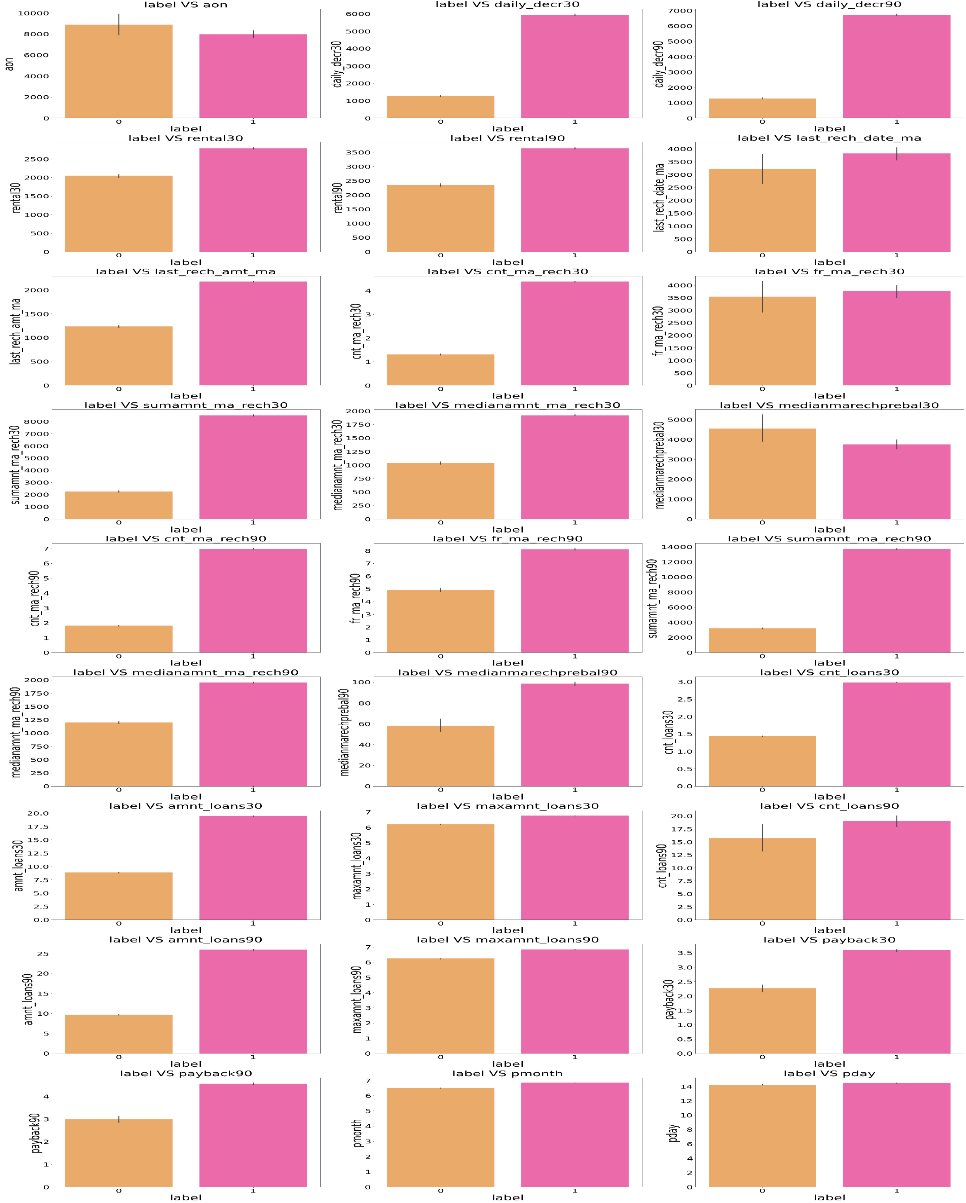 label VS aon
10000
8000
6000
4000
2000
0
aon
0 1
label
label VS daily_decr30
6000
5000
4000
3000
2000
1000
0
daily_decr30
0 1
label
label VS daily_decr90
7000
6000
5000
4000
3000
2000
1000
0
daily_decr90
0 1
label
label VS rental30
2500
2000
1500
1000
500
0
rental30
0 1
label
label VS rental90
3500
3000
2500
2000
1500
1000
500
0
rental90
0 1
label
label VS last_rech_date_ma
4000
3500
3000
2500
2000
1500
1000
500
0
last_rech_date_ma
0 1
label
label VS last_rech_amt_ma
2000
1500
1000
500
0
last_rech_amt_ma
0 1
label
label VS cnt_ma_rech30
4
3
2
1
0
cnt_ma_rech30
0 1
label
label VS fr_ma_rech30
4000
3500
3000
2500
2000
1500
1000
500
0
fr_ma_rech30
0 1
label
label VS sumamnt_ma_rech30
8000
7000
6000
5000
4000
3000
2000
1000
0
sumamnt_ma_rech30
0 1
label
label VS medianamnt_ma_rech30
2000
1750
1500
1250
1000
750
500
250
0
medianamnt_ma_rech30
0 1
label
label VS medianmarechprebal30
5000
4000
3000
2000
1000
0
medianmarechprebal30
0 1
label
label VS cnt_ma_rech90
7
6
5
4
3
2
1
0
cnt_ma_rech90
0 1
label
label VS fr_ma_rech90
8
7
6
5
4
3
2
1
0
fr_ma_rech90
0 1
label
label VS sumamnt_ma_rech90
14000
12000
10000
8000
6000
4000
2000
0
sumamnt_ma_rech90
0 1
label
label VS medianamnt_ma_rech90
2000
1750
1500
1250
1000
750
500
250
0
medianamnt_ma_rech90
0 1
label
label VS medianmarechprebal90
100
80
60
40
20
0
medianmarechprebal90
0 1
label
label VS cnt_loans30
3.0
2.5
2.0
1.5
1.0
0.5
0.0
cnt_loans30
0 1
label
label VS amnt_loans30
20.0
17.5
15.0
12.5
10.0
7.5
5.0
2.5
0.0
amnt_loans30
0 1
label
label VS maxamnt_loans30
7
6
5
4
3
2
1
0
maxamnt_loans30
0 1
label
label VS cnt_loans90
20.0
17.5
15.0
12.5
10.0
7.5
5.0
2.5
0.0
cnt_loans90
0 1
label
label VS amnt_loans90
25
20
15
10
5
0
amnt_loans90
0 1
label
label VS maxamnt_loans90
7
6
5
4
3
2
1
0
maxamnt_loans90
0 1
label
label VS payback30
3.5
3.0
2.5
2.0
1.5
1.0
0.5
0.0
payback30
0 1
label
label VS payback90
4
3
2
1
0
payback90
0 1
label
label VS pmonth
7
6
5
4
3
2
1
0
pmonth
0 1
label
label VS pday
14
12
10
8
6
4
2
0
pday
0 1
label